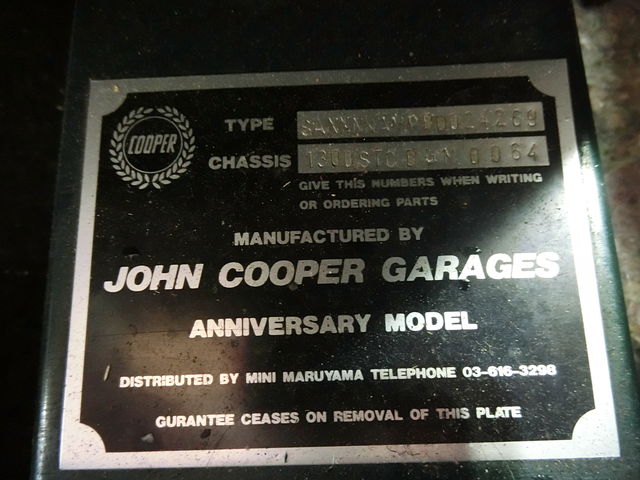 COOPER
TYPE
CHASSIS
GIVE THIS NUMBERS WHEN WRITING
OR ORDERING PARTS
MANUFACTURED BY
JOHN COOPER GARAGES
ANNIVERSARY MODEL
DISTRIBUTED BY MINI MARUYAMA TELEPHONE 03-616-3298
GURANTEE CEASES ON REMOVAL OF THIS PLATE